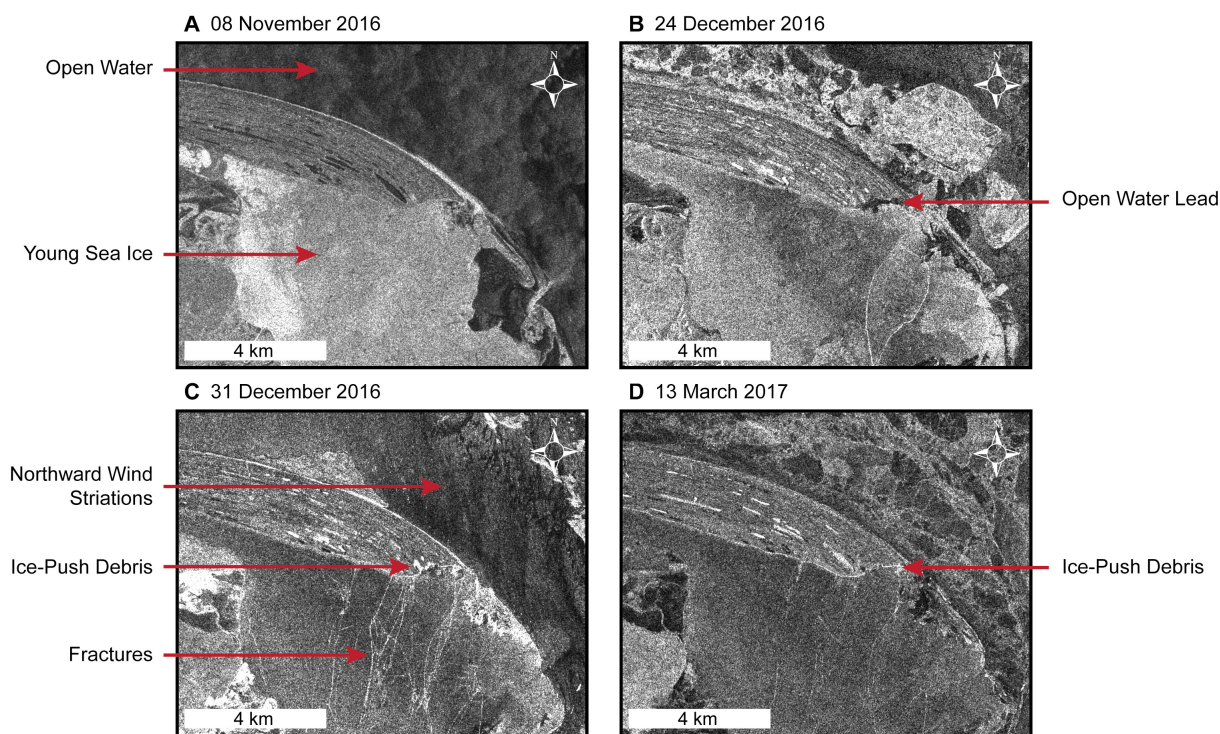 A 08 November 2016
B 24 December 2016
Open Water
N
N
Open Water Lead
Young Sea Ice
4 km
4 km
C 31 December 2016
D 13 March 2017
N
N
Northward Wind
Striations
Ice-Push Debris
Ice-Push Debris
Fractures
4 km
4 km